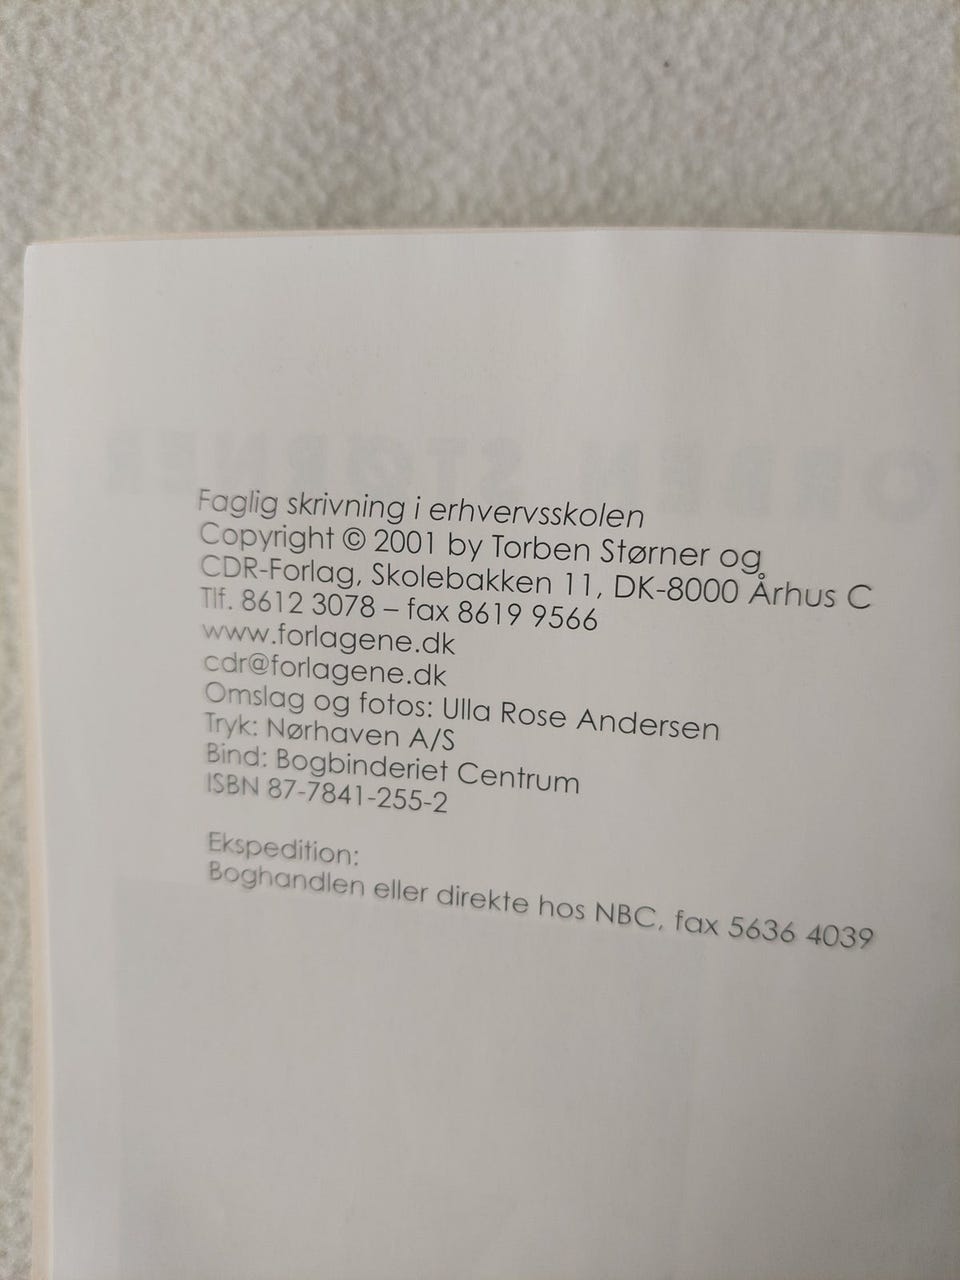 Faglig skrivning i erhvervsskolen
Copyright © 2001 by Torben Størner og
CDR-Forlag, Skolebakken 11, DK-8000 Århus C
Tlf. 8612 3078 – fax 8619 9566
www.forlagene.dk
cdr@forlagene.dk
Omslag og fotos: Ulla Rose Andersen
Tryk: Nørhaven A/S
Bind: Bogbinderiet Centrum
ISBN 87-7841-255-2
Ekspedition:
Boghandlen eller direkte hos NBC, fax 5636 4039